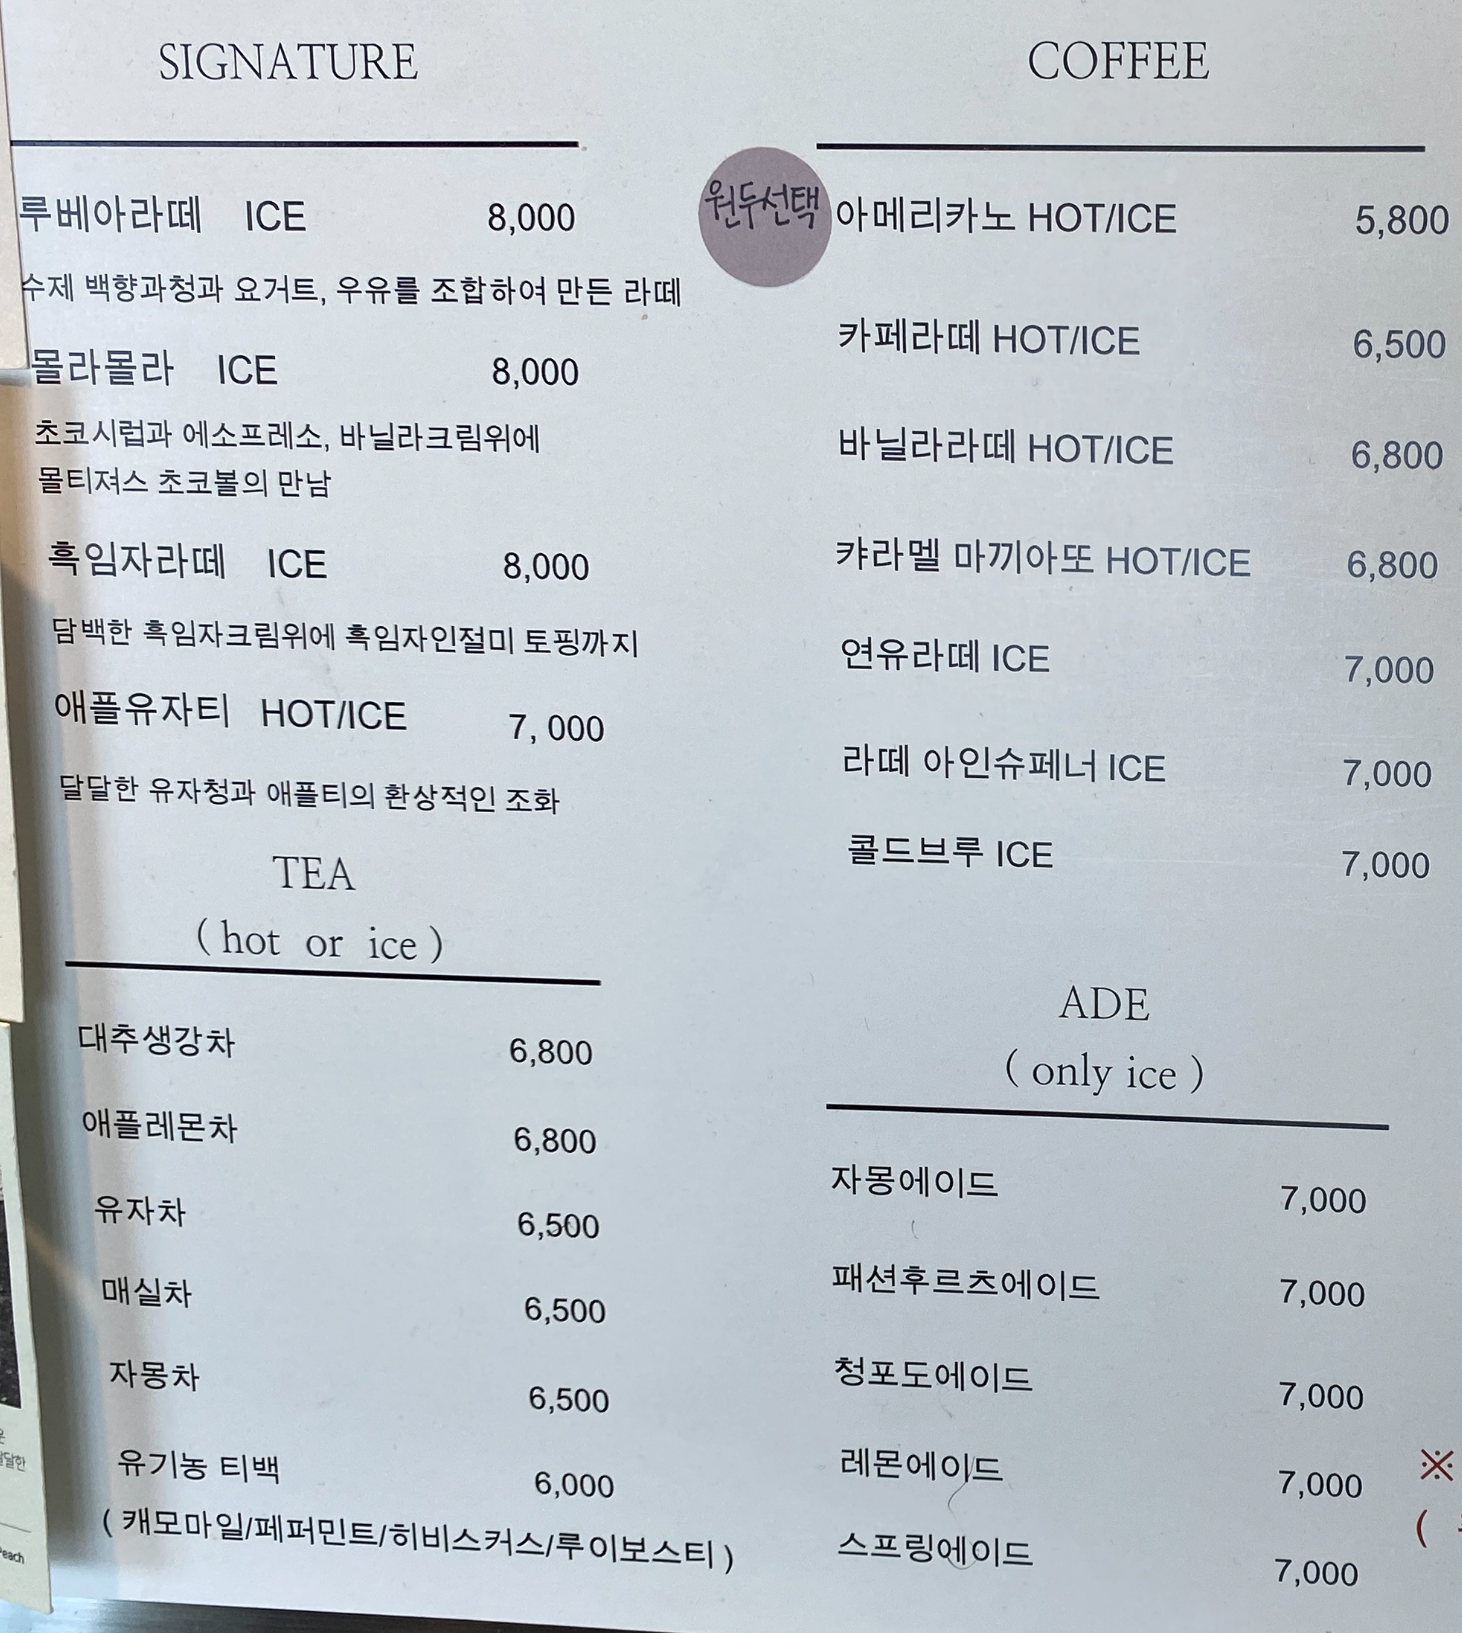 SIGNATURE
루베아라떼 ICE 8,000
수제 백향과청과 요거트, 우유를 조합하여 만든 라떼
몰라몰라 ICE 8,000
초코시럽과 에소프레소, 바닐라크림위에
몰티져스 초코볼의 만남
흑임자라떼 ICE 8,000
담백한 흑임자크림위에 흑임자인절미 토핑까지
애플유자티 HOT/ICE 7, 000
달달한 유자청과 애플티의 환상적인 조화
TEA
( hot or ice )
대추생강차 6,800
애플레몬차 6,800
유자차 6,500
매실차 6,500
자몽차 6,500
유기농 티백 6,000
( 캐모마일/페퍼민트/히비스커스/루이보스티 )
COFFEE
원두선택
아메리카노 HOT/ICE 5,800
카페라떼 HOT/ICE 6,500
바닐라라떼 HOT/ICE 6,800
캬라멜 마끼아또 HOT/ICE 6,800
연유라떼 ICE 7,000
라떼 아인슈페너 ICE 7,000
콜드브루 ICE 7,000
ADE
( only ice )
자몽에이드 7,000
패션후르츠에이드 7,000
청포도에이드 7,000
레몬에이드 7,000
스프링에이드 7,000
※
(